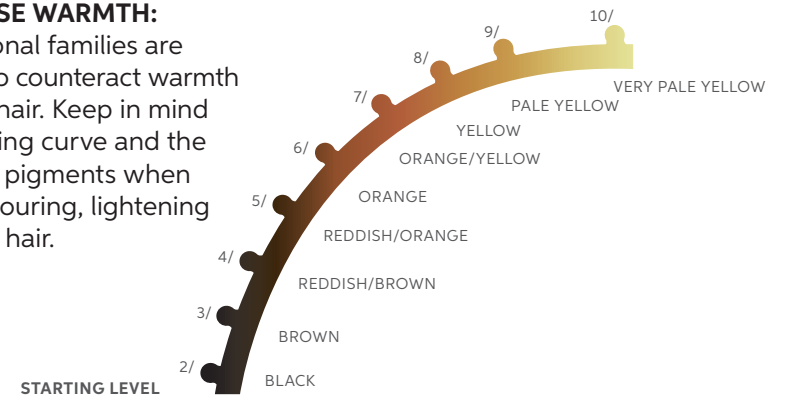 SE WARMTH:
onal families are
o counteract warmth
hair. Keep in mind
ing curve and the
pigments when
ouring, lightening
hair.
10/
9/
8/
7/
6/
5/
4/
3/
2/
VERY PALE YELLOW
PALE YELLOW
YELLOW
ORANGE/YELLOW
ORANGE
REDDISH/ORANGE
REDDISH/BROWN
BROWN
BLACK
STARTING LEVEL